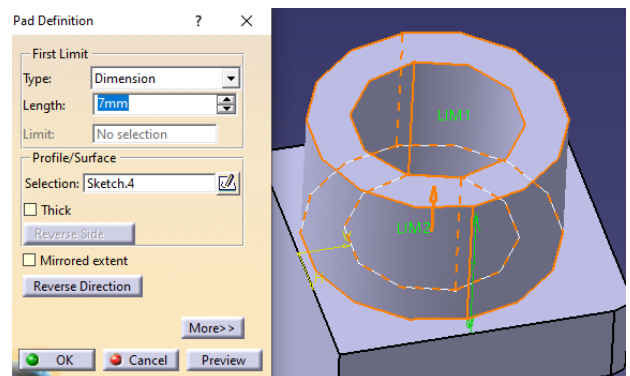 Pad Definition ? ×
First Limit
Type: Dimension
Length: 7mm
Limit: No selection
Profile/Surface
Selection: Sketch.4
Thick
Reverse Side
Mirrored extent
Reverse Direction
More>>
OK Cancel Preview
LIM1
LIM2